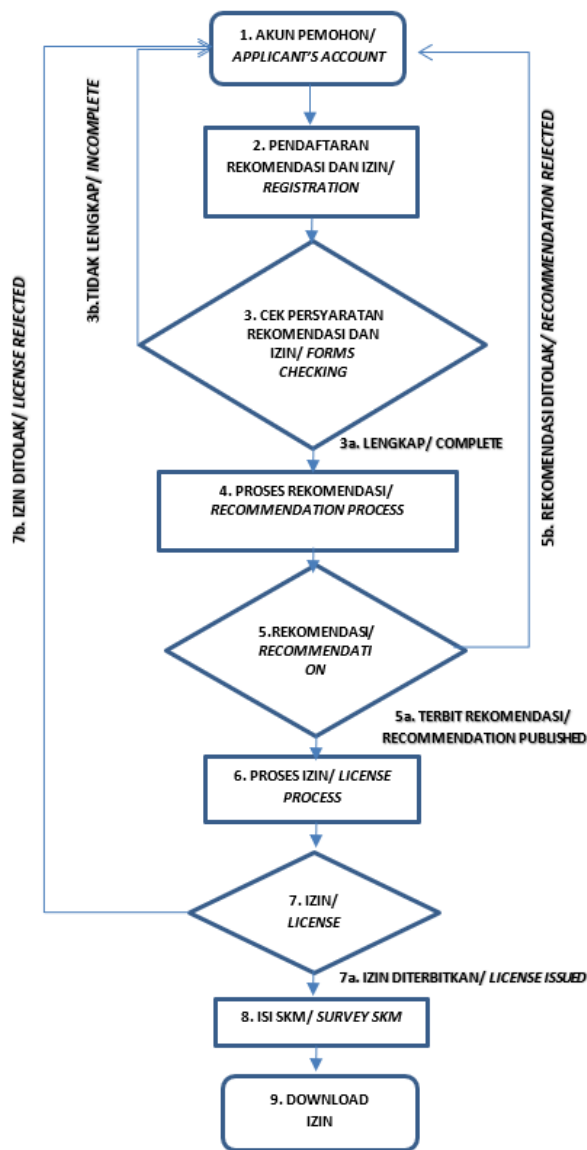 1. AKUN PEMOHON/
APPLICANT'S ACCOUNT
2. PENDAFTARAN
REKOMENDASI DAN IZIN/
REGISTRATION
3. CEK PERSYARATAN
REKOMENDASI DAN
IZIN/ FORMS
CHECKING
3a. LENGKAP/ COMPLETE
3b.TIDAK LENGKAP/ INCOMPLETE
4. PROSES REKOMENDASI/
RECOMMENDATION PROCESS
5.REKOMENDASI/
RECOMMENDATI
ON
5a. TERBIT REKOMENDASI/
RECOMMENDATION PUBLISHED
5b. REKOMENDASI DITOLAK/ RECOMMENDATION REJECTED
6. PROSES IZIN/ LICENSE
PROCESS
7. IZIN/
LICENSE
7a. IZIN DITERBITKAN/ LICENSE ISSUED
7b. IZIN DITOLAK/ LICENSE REJECTED
8. ISI SKM/ SURVEY SKM
9. DOWNLOAD
IZIN